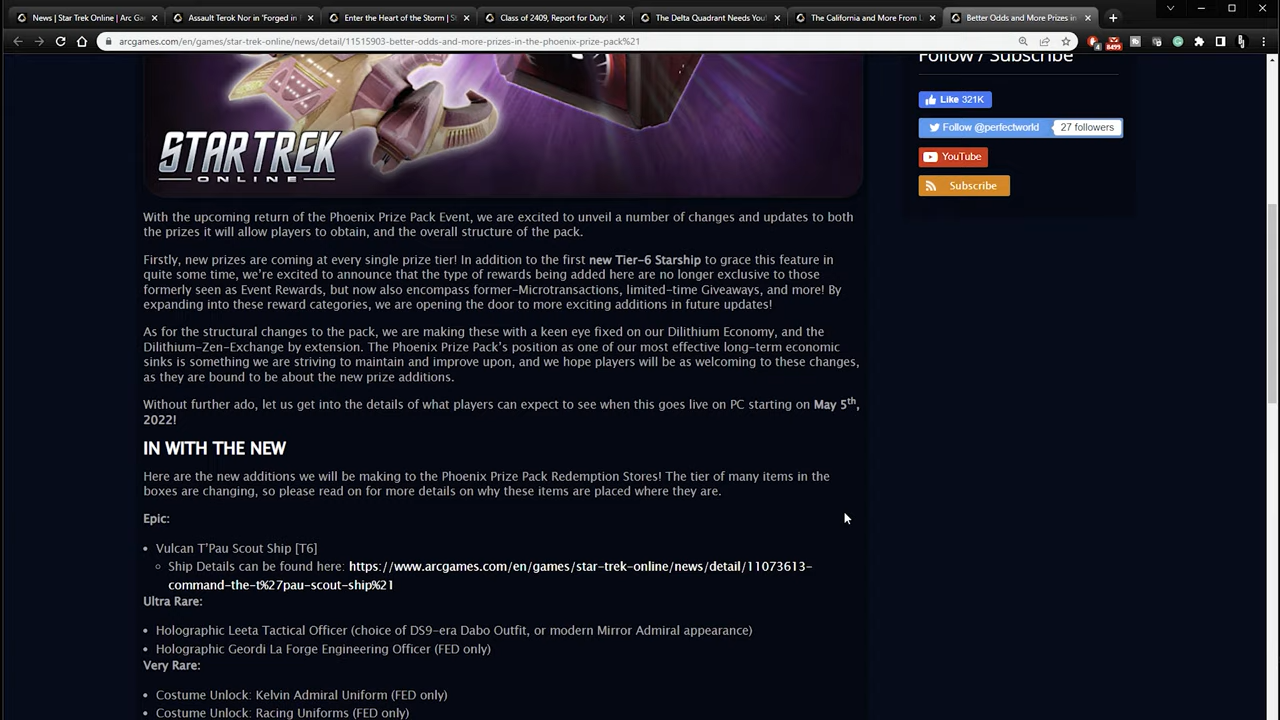 News | Star Trek Online | Arc Ga
Assault Terok Nor in 'Forged in
Enter the Heart of the Storm | St
Class of 2409, Report for Duty! |
The Delta Quadrant Needs You!
The California and More From L
Better Odds and More Prizes in
arcgames.com/en/games/star-trek-online/news/detail/11515903-better-odds-and-more-prizes-in-the-phoenix-prize-pack%21
Follow / Subscribe
Like 321K
Follow @perfectworld
27 followers
YouTube
Subscribe
STAR TREK
ONLINE
With the upcoming return of the Phoenix Prize Pack Event, we are excited to unveil a number of changes and updates to both
the prizes it will allow players to obtain, and the overall structure of the pack.
Firstly, new prizes are coming at every single prize tier! In addition to the first new Tier-6 Starship to grace this feature in
quite some time, we're excited to announce that the type of rewards being added here are no longer exclusive to those
formerly seen as Event Rewards, but now also encompass former-Microtransactions, limited-time Giveaways, and more! By
expanding into these reward categories, we are opening the door to more exciting additions in future updates!
As for the structural changes to the pack, we are making these with a keen eye fixed on our Dilithium Economy, and the
Dilithium-Zen-Exchange by extension. The Phoenix Prize Pack's position as one of our most effective long-term economic
sinks is something we are striving to maintain and improve upon, and we hope players will be as welcoming to these changes,
as they are bound to be about the new prize additions.
Without further ado, let us get into the details of what players can expect to see when this goes live on PC starting on May 5th,
2022!
IN WITH THE NEW
Here are the new additions we will be making to the Phoenix Prize Pack Redemption Stores! The tier of many items in the
boxes are changing, so please read on for more details on why these items are placed where they are.
Epic:
• Vulcan T'Pau Scout Ship [T6]
Ship Details can be found here: https://www.arcgames.com/en/games/star-trek-online/news/detail/11073613-
command-the-t%27pau-scout-ship%21
Ultra Rare:
• Holographic Leeta Tactical Officer (choice of DS9-era Dabo Outfit, or modern Mirror Admiral appearance)
• Holographic Geordi La Forge Engineering Officer (FED only)
Very Rare:
• Costume Unlock: Kelvin Admiral Uniform (FED only)
• Costume Unlock: Racing Uniforms (FED only)